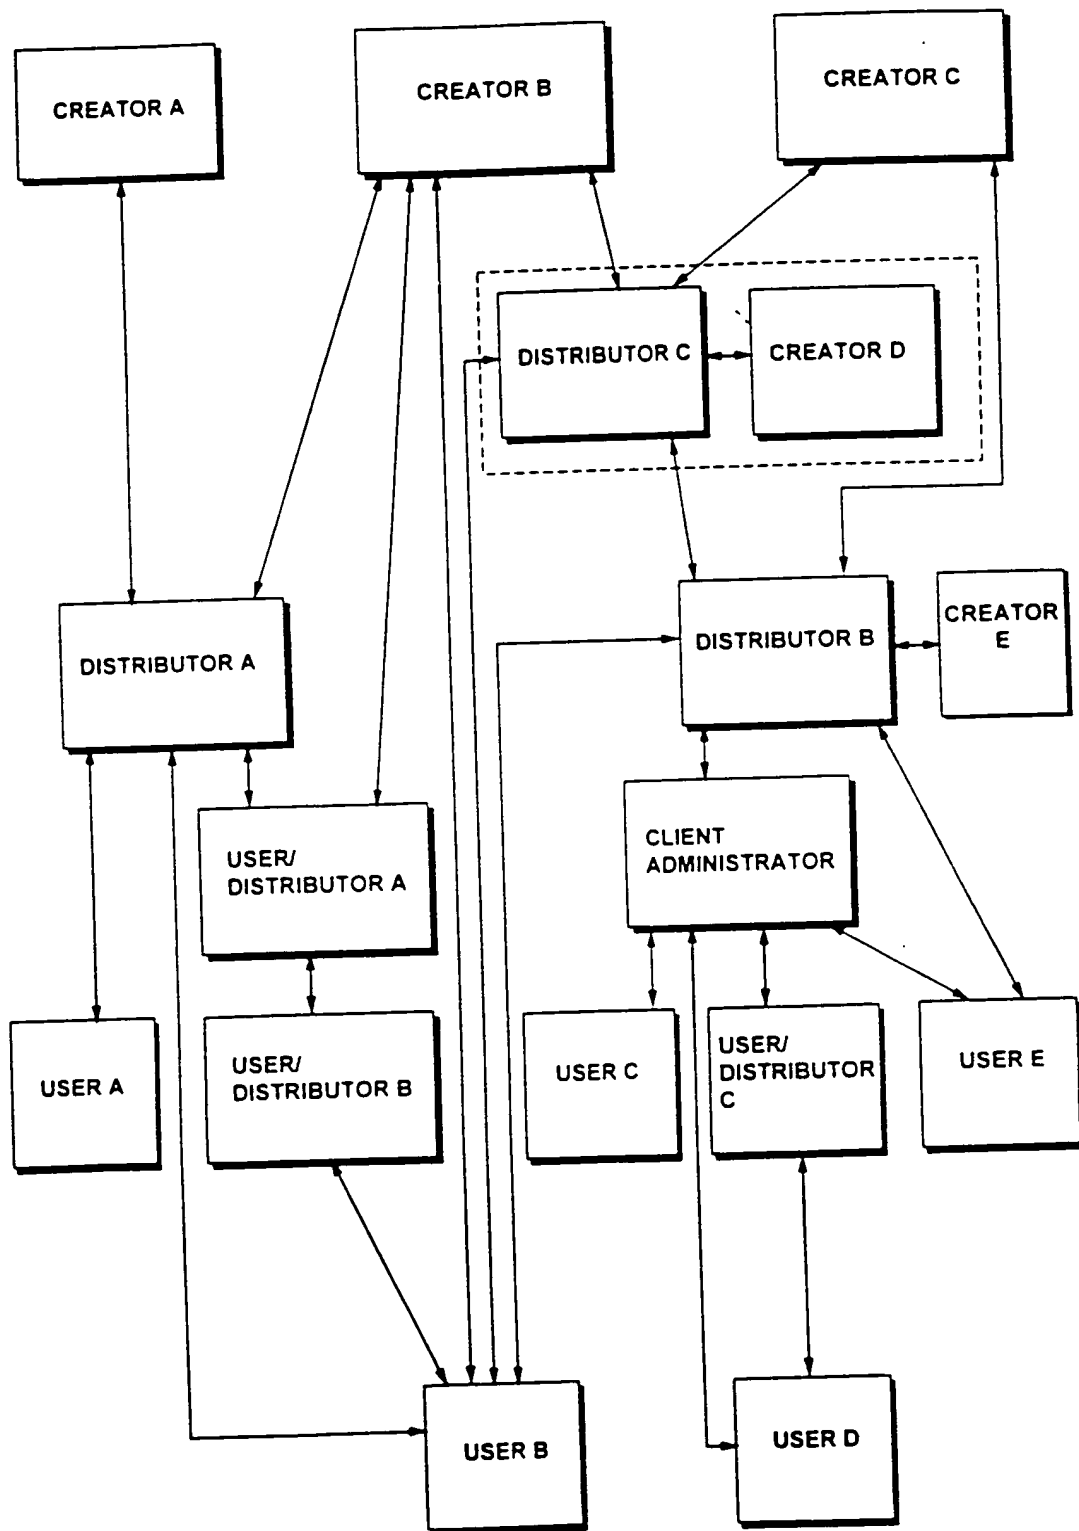 CREATOR A
CREATOR B
CREATOR C
DISTRIBUTOR C
CREATOR D
DISTRIBUTOR A
DISTRIBUTOR B
CREATOR
E
USER/
DISTRIBUTOR A
CLIENT
ADMINISTRATOR
USER A
USER/
DISTRIBUTOR B
USER C
USER/
DISTRIBUTOR
C
USER E
USER B
USER D